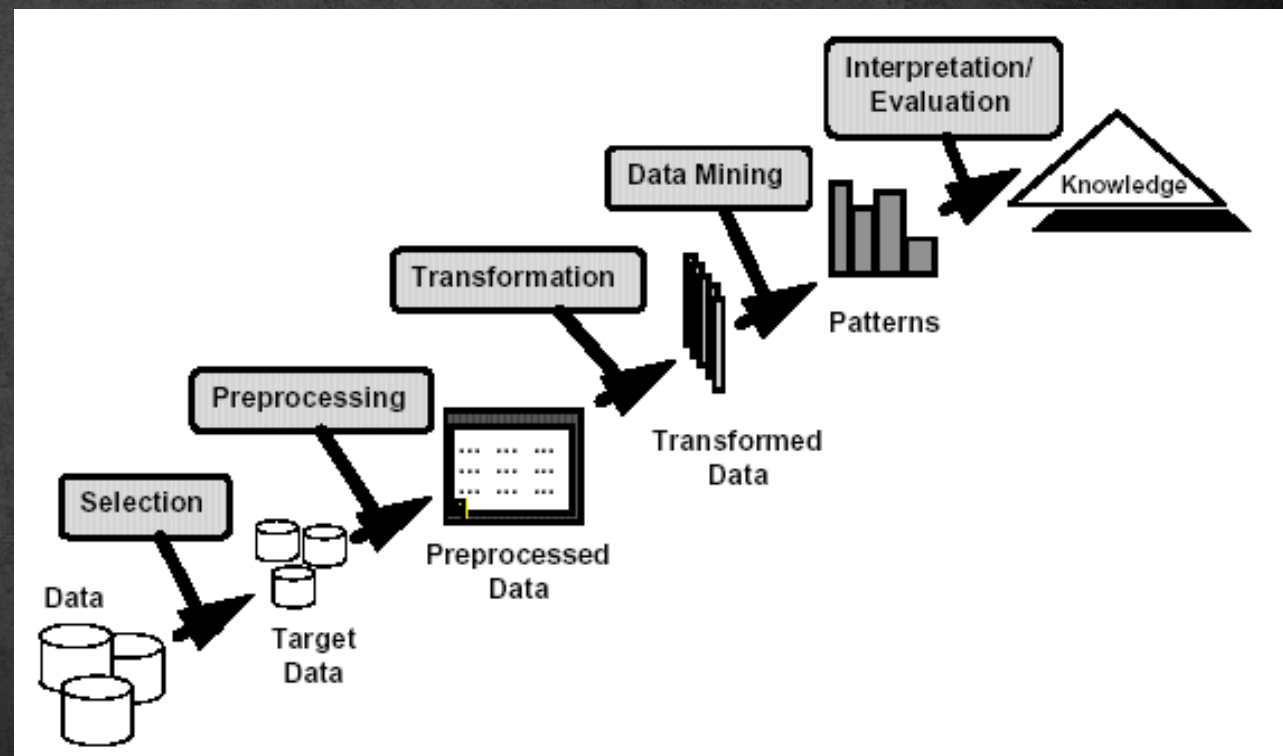 Interpretation/
Evaluation
Knowledge
Data Mining
Patterns
Transformation
Transformed
Data
Preprocessing
... ... ...
... ... ...
... ... ...
Preprocessed
Data
Selection
Target
Data
Data